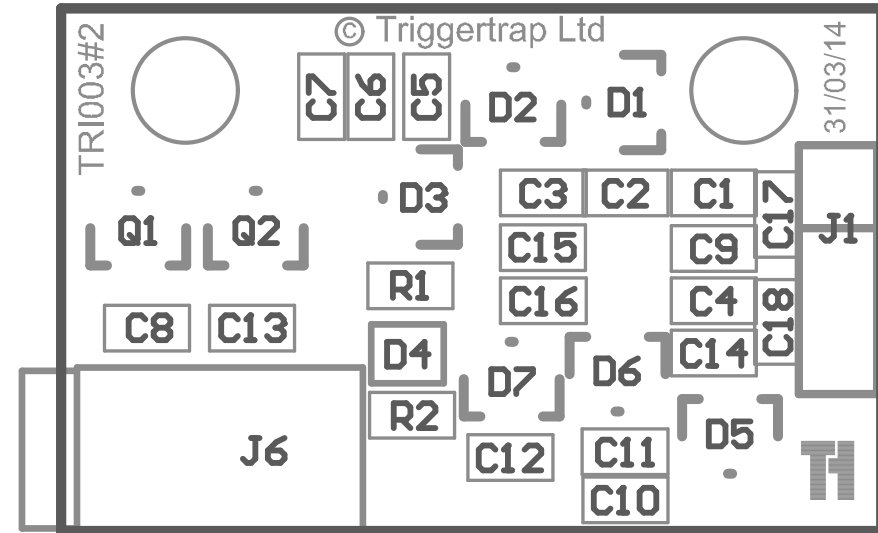 © Triggertrap Ltd
TRI003#2
31/03/14
C7
C6
C5
D2
D1
D3
C3
C2
C1
C17
J1
Q1
Q2
C15
C9
R1
C16
C4
C18
C8
C13
D4
C14
D7
D6
R2
D5
J6
C12
C11
C10